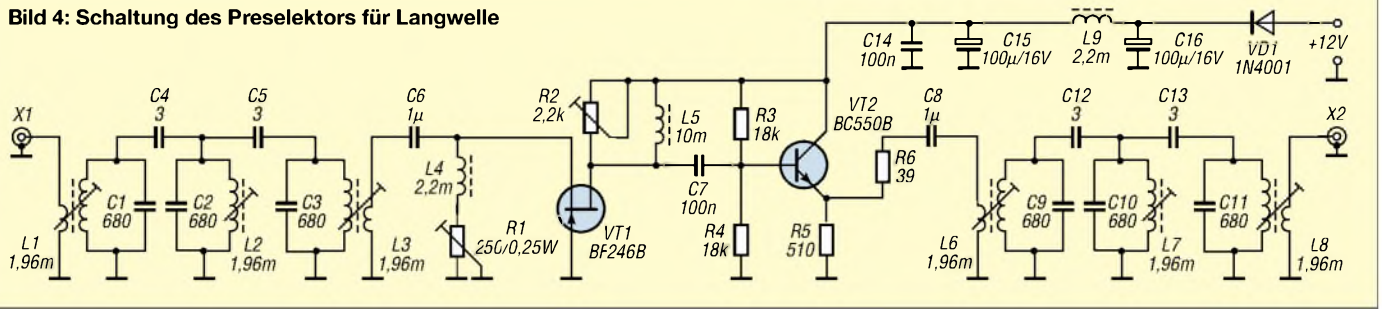 Bild 4: Schaltung des Preselektors für Langwelle
X1
L1
1,96m
C4
3
C1
680
C2
680
C5
3
L2
1,96m
C3
680
L3
1,96m
C6
1µ
L4
2,2m
R1
250/0,25W
R2
2,2k
VT1
BF246B
L5
10m
C7
100n
R3
18k
R4
18k
VT2
BC550B
R5
510
R6
39
C14
100n
C15
100µ/16V
L9
2,2m
C16
100µ/16V
VD1
1N4001
+12V
C8
1µ
L6
1,96m
C9
680
C12
3
C10
680
L7
1,96m
C13
3
C11
680
L8
1,96m
X2